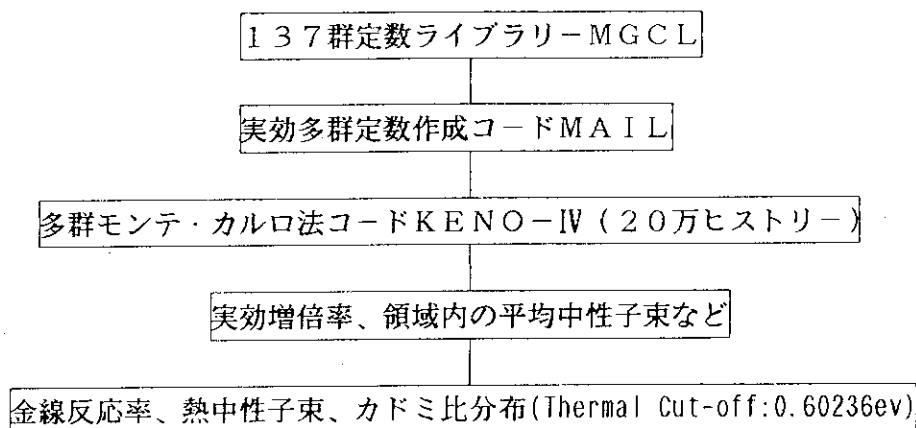 １３７群定数ライブラリーＭＧＣＬ
実効多群定数作成コードＭＡＩＬ
多群モンテ・カルロ法コードＫＥＮＯ－Ⅳ（２０万ヒストリー）
実効増倍率、領域内の平均中性子束など
金線反応率、熱中性子束、カドミ比分布(Thermal Cut-off:0.60236ev)